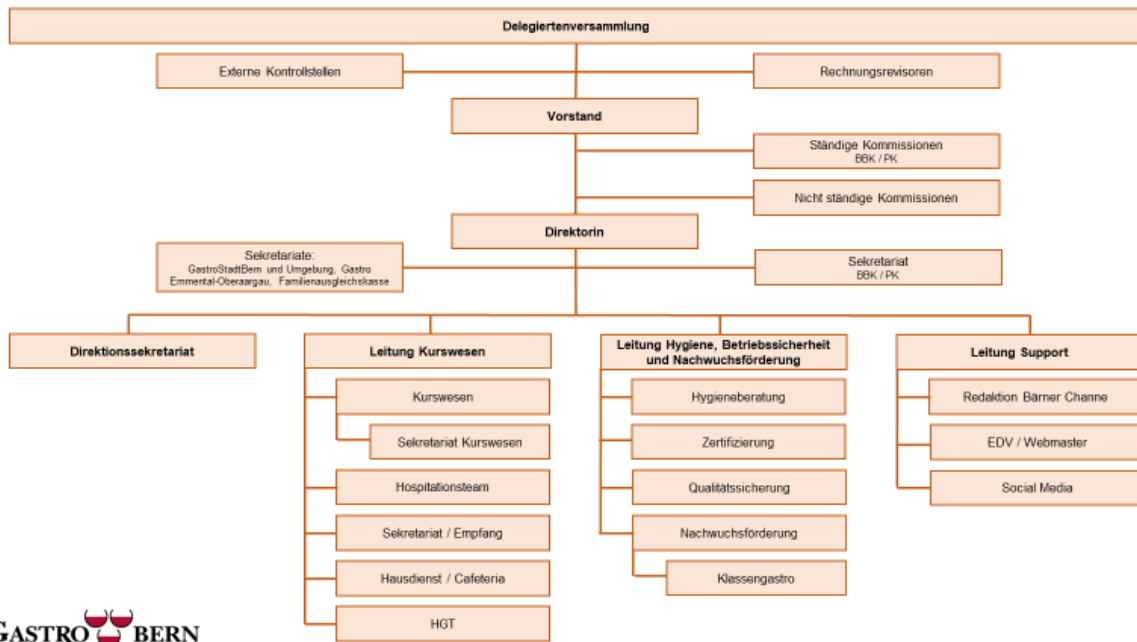 Delegiertenversammlung
Externe Kontrollstellen
Rechnungsrevisoren
Vorstand
Ständige Kommissionen
BBK / PK
Nicht ständige Kommissionen
Direktorin
Sekretariate:
GastroStadtBern und Umgebung, Gastro
Emmental-Oberaargau, Familienausgleichskasse
Sekretariat
BBK / PK
Direktionssekretariat
Leitung Kurswesen
Kurswesen
Sekretariat Kurswesen
Hospitationsteam
Sekretariat / Empfang
Hausdienst / Cafeteria
HGT
Leitung Hygiene, Betriebssicherheit
und Nachwuchsförderung
Hygieneberatung
Zertifizierung
Qualitätssicherung
Nachwuchsförderung
Klassengastro
Leitung Support
Redaktion Bärner Channe
EDV / Webmaster
Social Media
GASTRO BERN